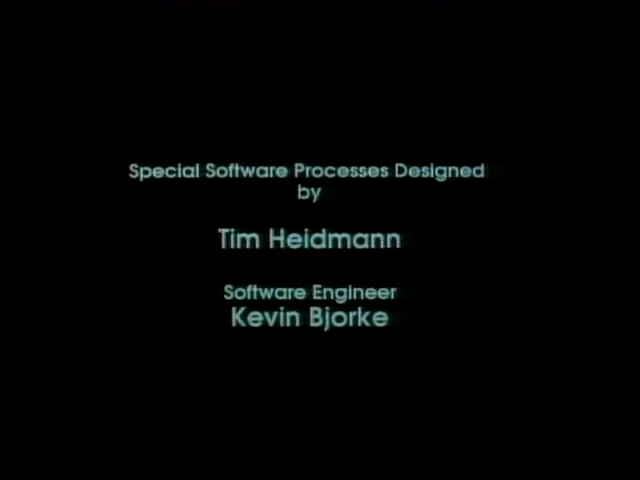 Special Software Processes Designed
by
Tim Heidmann
Software Engineer
Kevin Bjorke